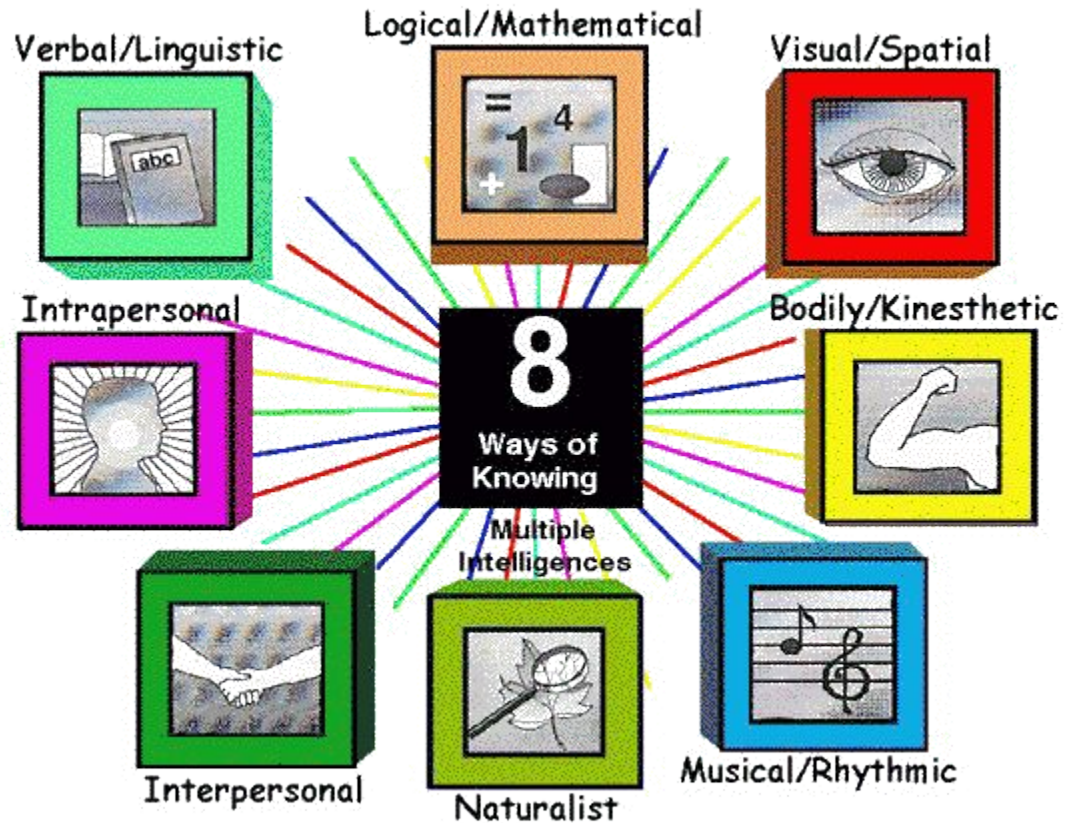 Logical/Mathematical
Verbal/Linguistic
Visual/Spatial
abc
=
4
1
+
Intrapersonal
Bodily/Kinesthetic
8
Ways of
Knowing
Multiple
Intelligences
Interpersonal
Naturalist
Musical/Rhythmic